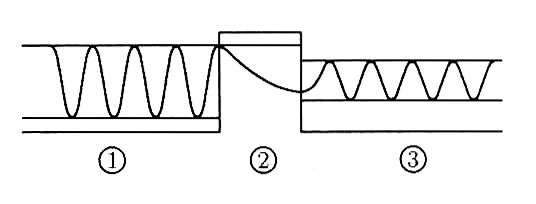 ① ② ③